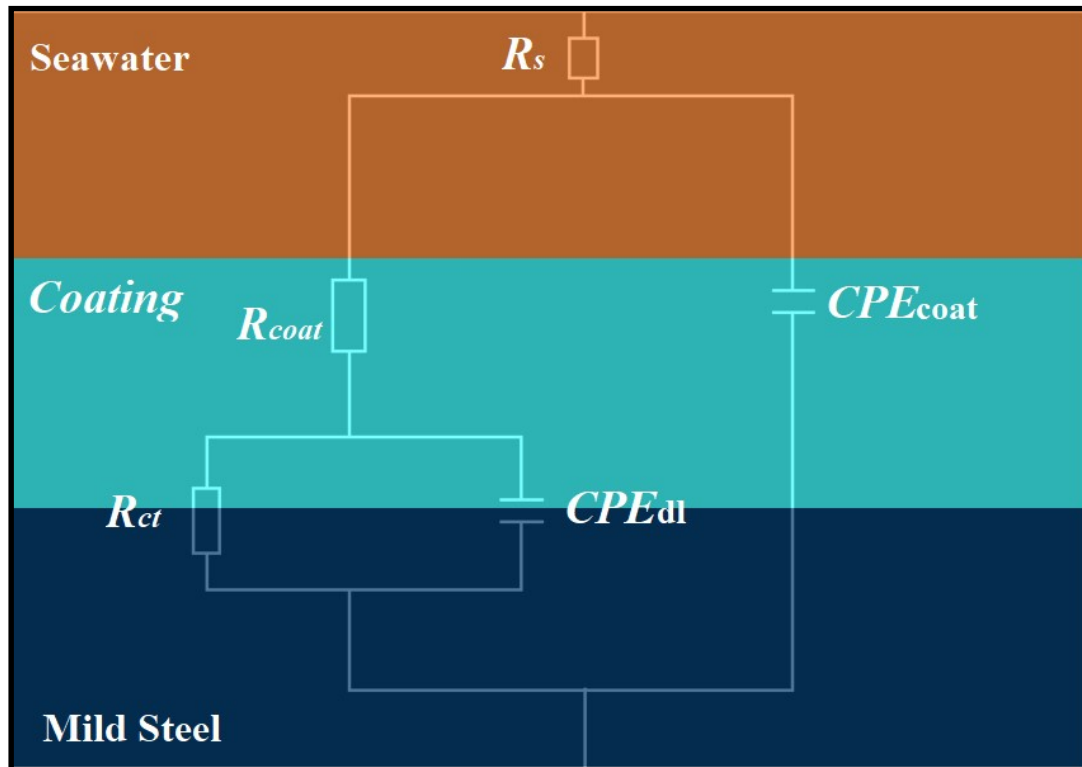 Seawater
Rs
Coating
Rcoat
CPEcoat
Rct
CPEdl
Mild Steel